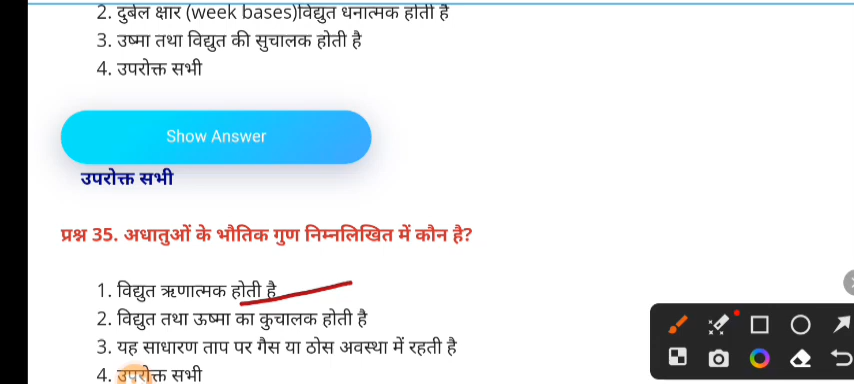 2. दुर्बल क्षार (week bases)विद्युत धनात्मक होती है
3. उष्मा तथा विद्युत की सुचालक होती है
4. उपरोक्त सभी
Show Answer
उपरोक्त सभी
प्रश्न 35. अधातुओं के भौतिक गुण निम्नलिखित में कौन है?
1. विद्युत ऋणात्मक होती है
2. विद्युत तथा ऊष्मा का कुचालक होती है
3. यह साधारण ताप पर गैस या ठोस अवस्था में रहती है
4. उपरोक्त सभी